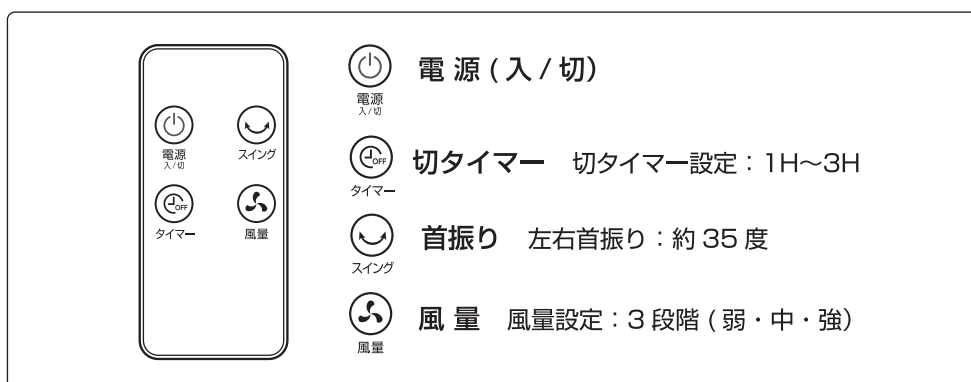 電源
入/切
スイング
タイマー
風量
電源(入/切)
電源
入/切
切タイマー 切タイマー設定：1H〜3H
OFF
タイマー
首振り 左右首振り：約35度
スイング
風量 風量設定：3段階(弱・中・強)
風量